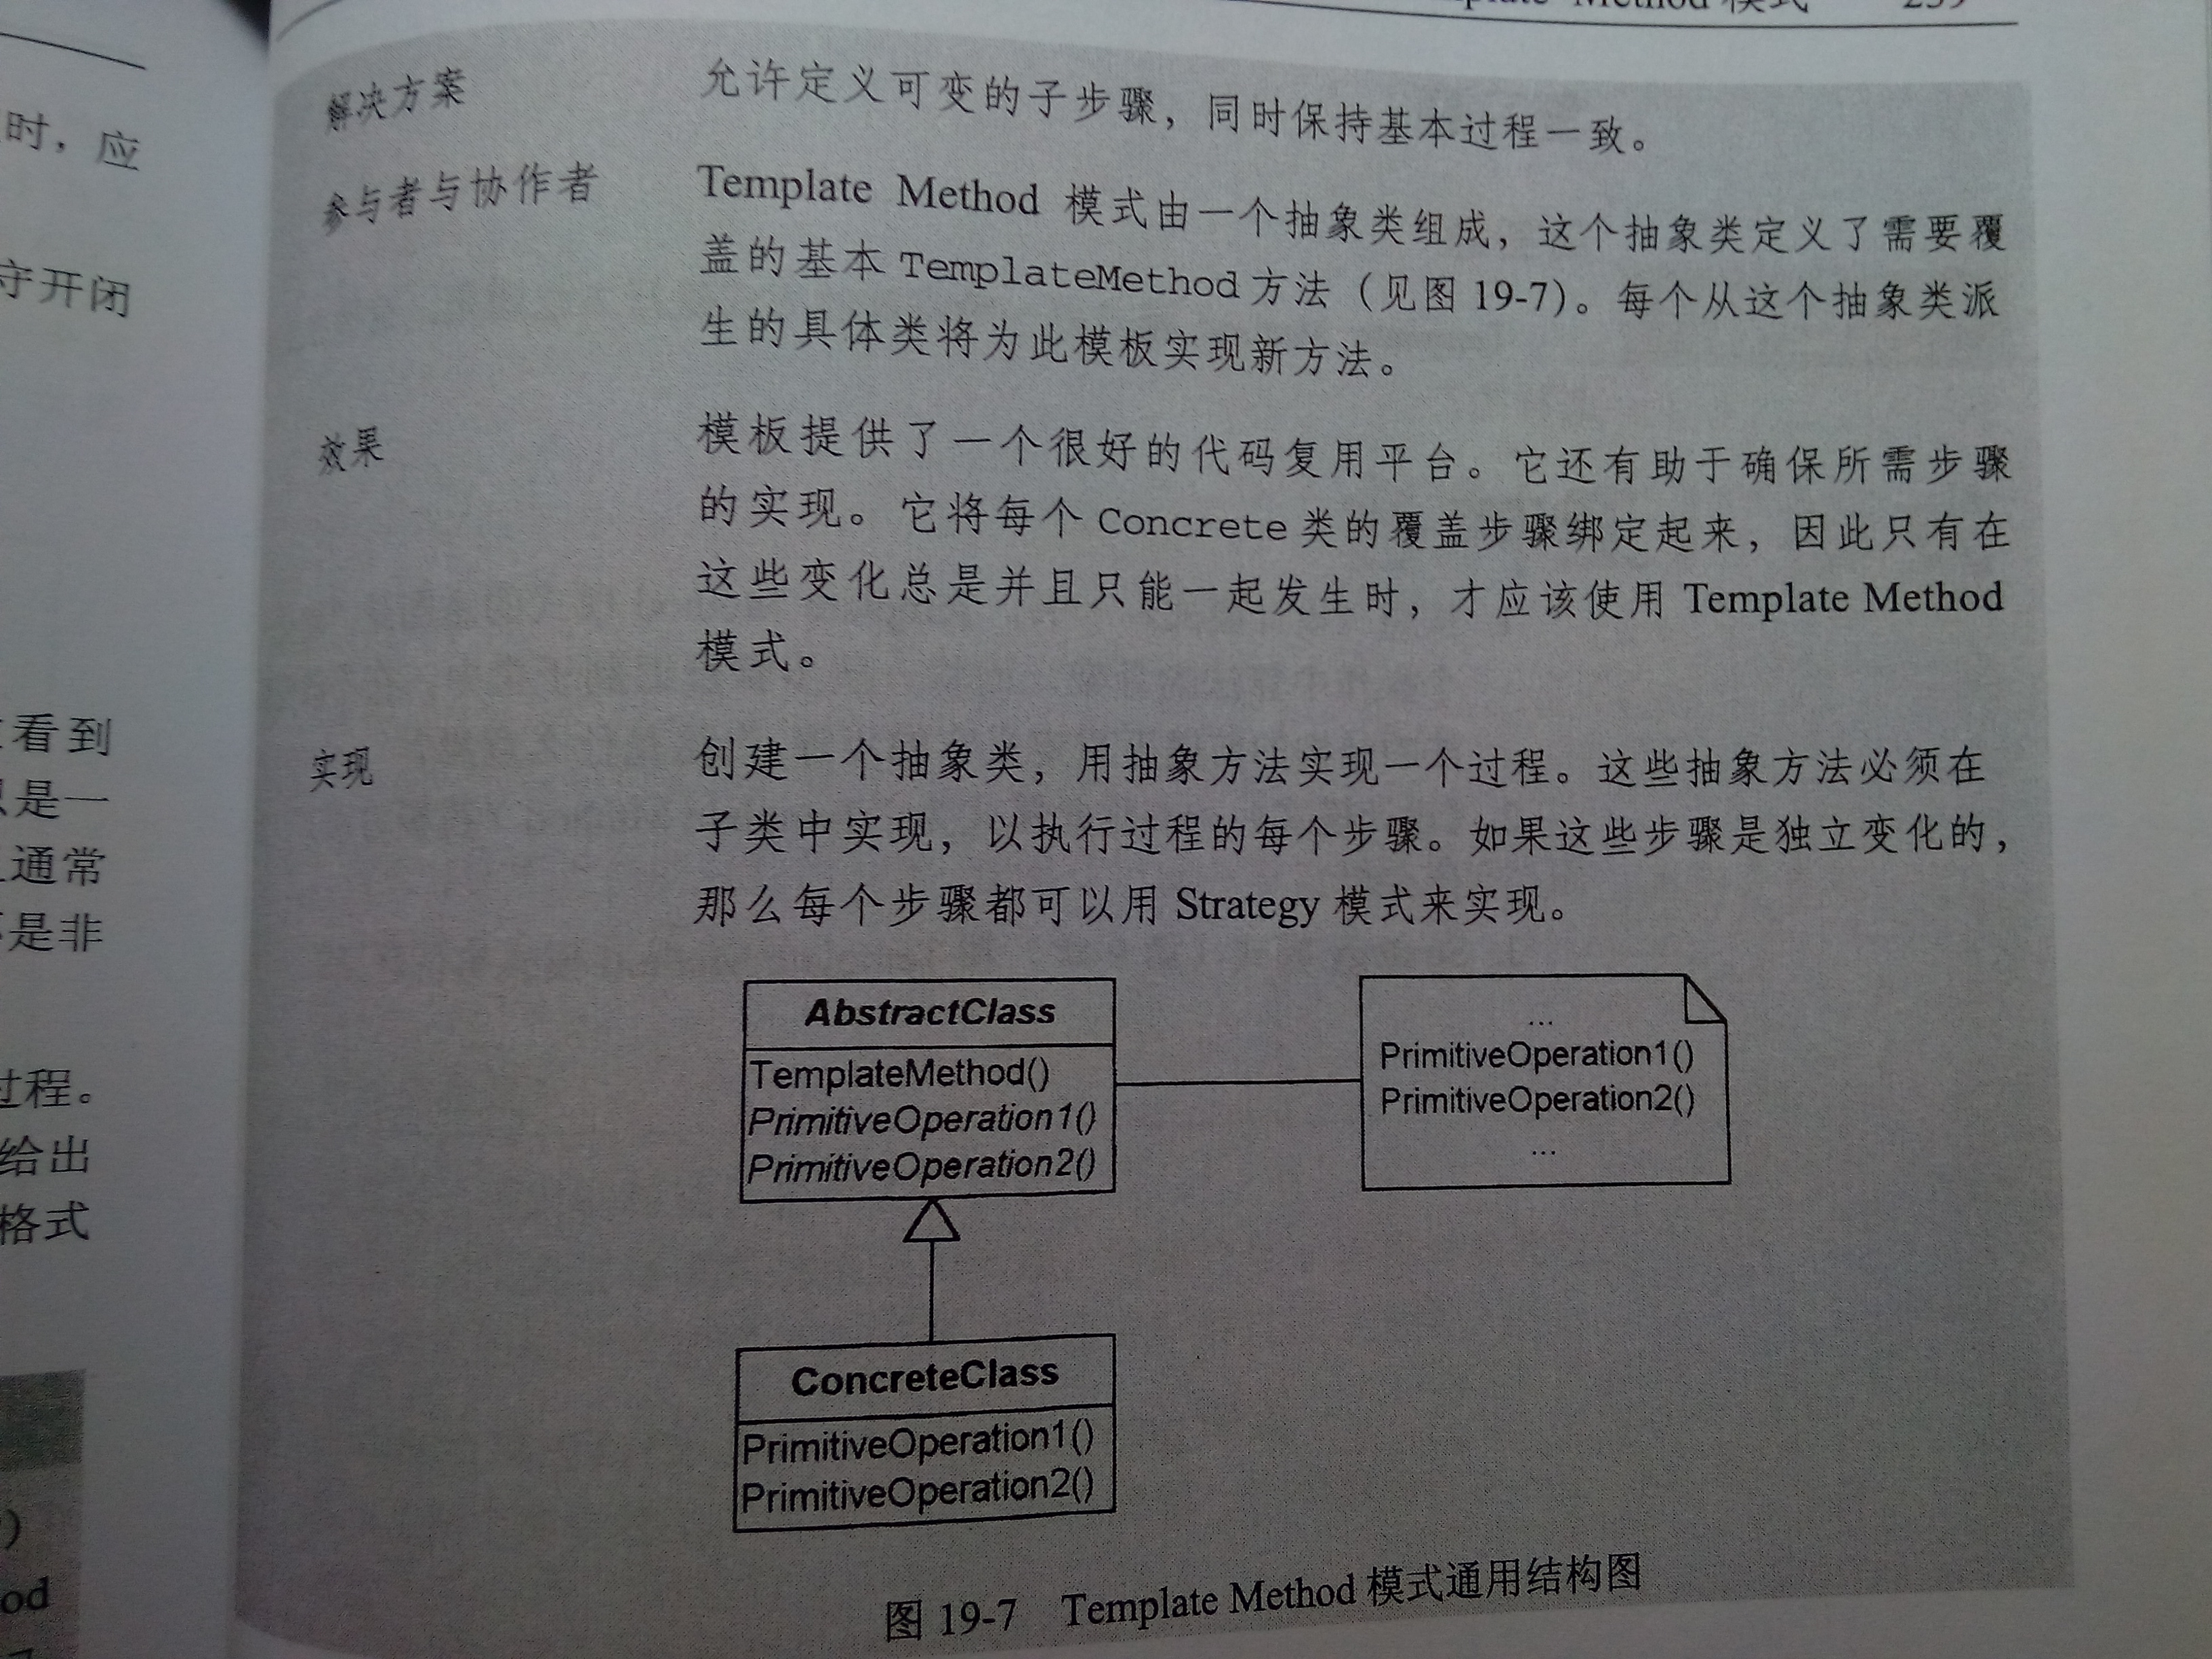 时，应
守开闭
看到
是一
通常
是非
过程。
给出
格式
)
od
Method 模式 239
解决方案 允许定义可变的子步骤，同时保持基本过程一致。
参与者与协作者 Template Method 模式由一个抽象类组成，这个抽象类定义了需要覆
盖的基本 TemplateMethod 方法（见图 19-7）。每个从这个抽象类派
生的具体类将为此模板实现新方法。
效果 模板提供了一个很好的代码复用平台。它还有助于确保所需步骤
的实现。它将每个 Concrete 类的覆盖步骤绑定起来，因此只有在
这些变化总是并且只能一起发生时，才应该使用 Template Method
模式。
实现 创建一个抽象类，用抽象方法实现一个过程。这些抽象方法必须在
子类中实现，以执行过程的每个步骤。如果这些步骤是独立变化的，
那么每个步骤都可以用 Strategy 模式来实现。
AbstractClass
TemplateMethod()
PrimitiveOperation1()
PrimitiveOperation2()
...
PrimitiveOperation1()
PrimitiveOperation2()
...
ConcreteClass
PrimitiveOperation1()
PrimitiveOperation2()
图 19-7 Template Method 模式通用结构图